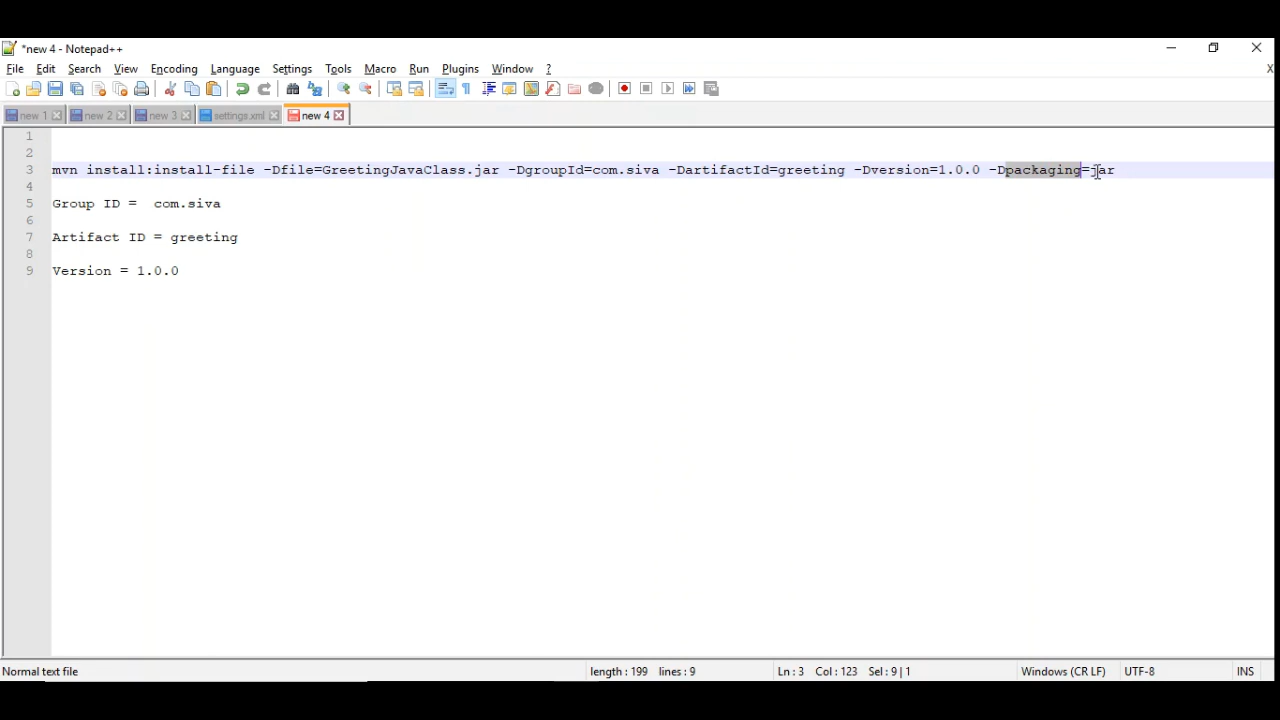 *new 4 - Notepad++
File Edit Search View Encoding Language Settings Tools Macro Run Plugins Window ? X
new 1 new 2 new 3 settings.xml new 4
1
2
3 mvn install:install-file -Dfile=GreetingJavaClass.jar -DgroupId=com.siva -DartifactId=greeting -Dversion=1.0.0 -Dpackaging=jar
4
5 Group ID =  com.siva
6
7 Artifact ID = greeting
8
9 Version = 1.0.0
Normal text file length : 199 lines : 9 Ln : 3 Col : 123 Sel : 9 | 1 Windows (CR LF) UTF-8 INS